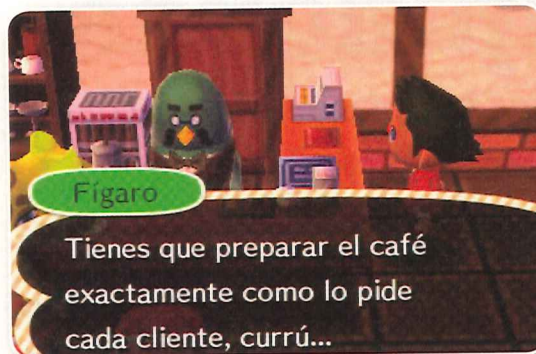 Fígaro
Tienes que preparar el café
exactamente como lo pide
cada cliente, currú...